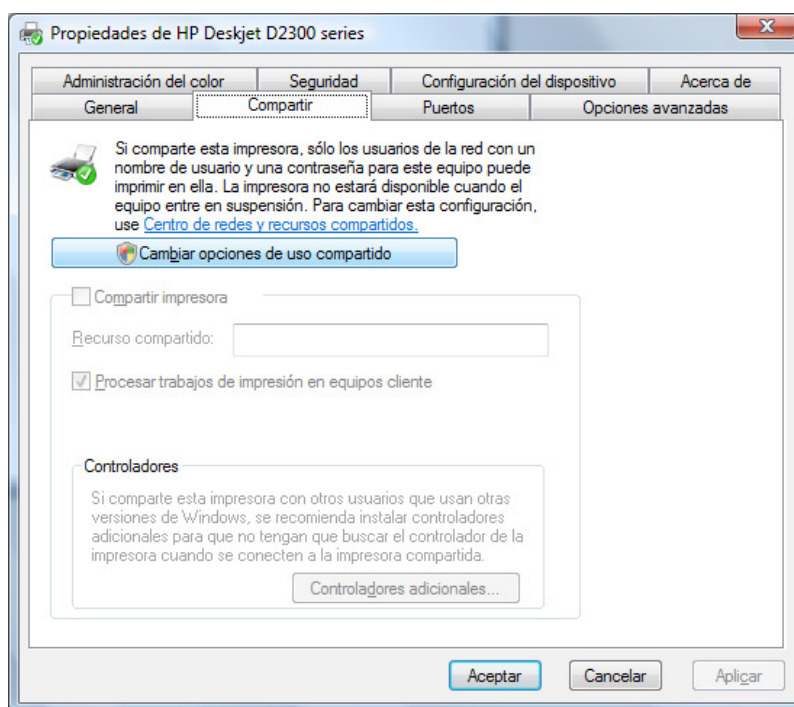 Propiedades de HP Deskjet D2300 series
Administración del color Seguridad Configuración del dispositivo Acerca de
General Compartir Puertos Opciones avanzadas
Si comparte esta impresora, sólo los usuarios de la red con un
nombre de usuario y una contraseña para este equipo puede
imprimir en ella. La impresora no estará disponible cuando el
equipo entre en suspensión. Para cambiar esta configuración,
use Centro de redes y recursos compartidos.
Cambiar opciones de uso compartido
Compartir impresora
Recurso compartido:
Procesar trabajos de impresión en equipos cliente
Controladores
Si comparte esta impresora con otros usuarios que usan otras
versiones de Windows, se recomienda instalar controladores
adicionales para que no tengan que buscar el controlador de la
impresora cuando se conecten a la impresora compartida.
Controladores adicionales...
Aceptar Cancelar Aplicar